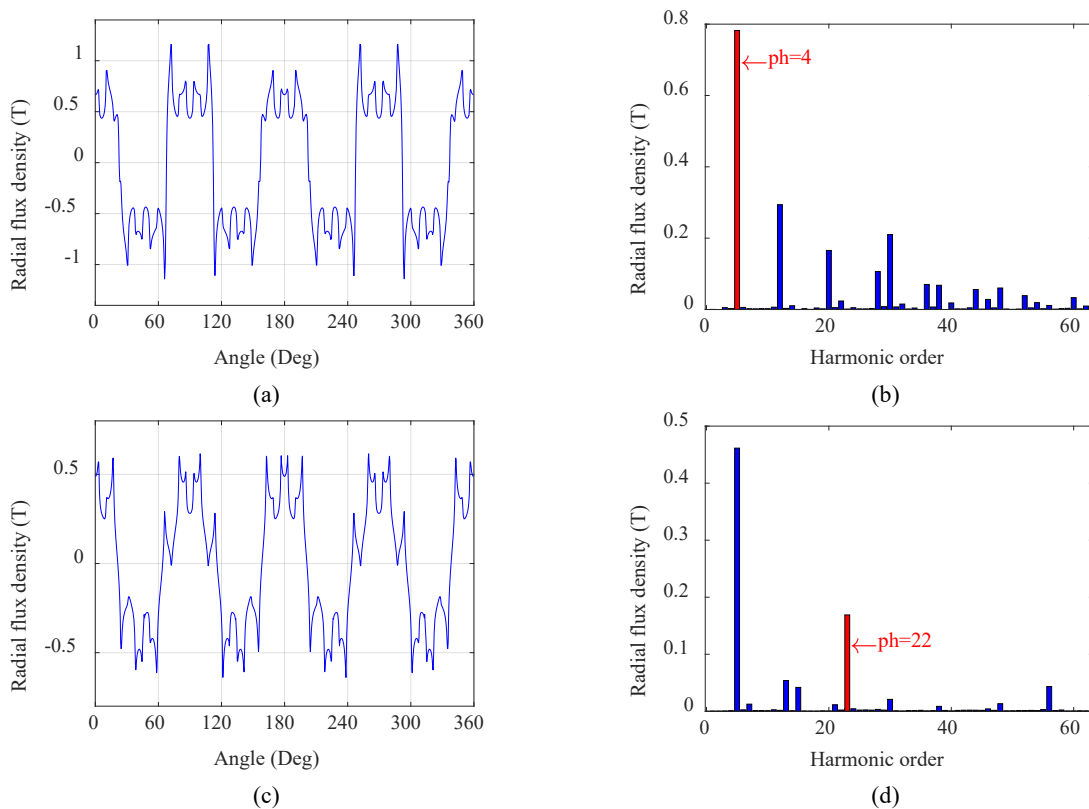 Radial flux density (T)
1
0.5
0
-0.5
-1
0 60 120 180 240 300 360
Angle (Deg)
(a)
Radial flux density (T)
0.8
0.6
0.4
0.2
0
ph=4
0 20 40 60
Harmonic order
(b)
Radial flux density (T)
0.5
0
-0.5
0 60 120 180 240 300 360
Angle (Deg)
(c)
Radial flux density (T)
0.5
0.4
0.3
0.2
0.1
0
ph=22
0 20 40 60
Harmonic order
(d)